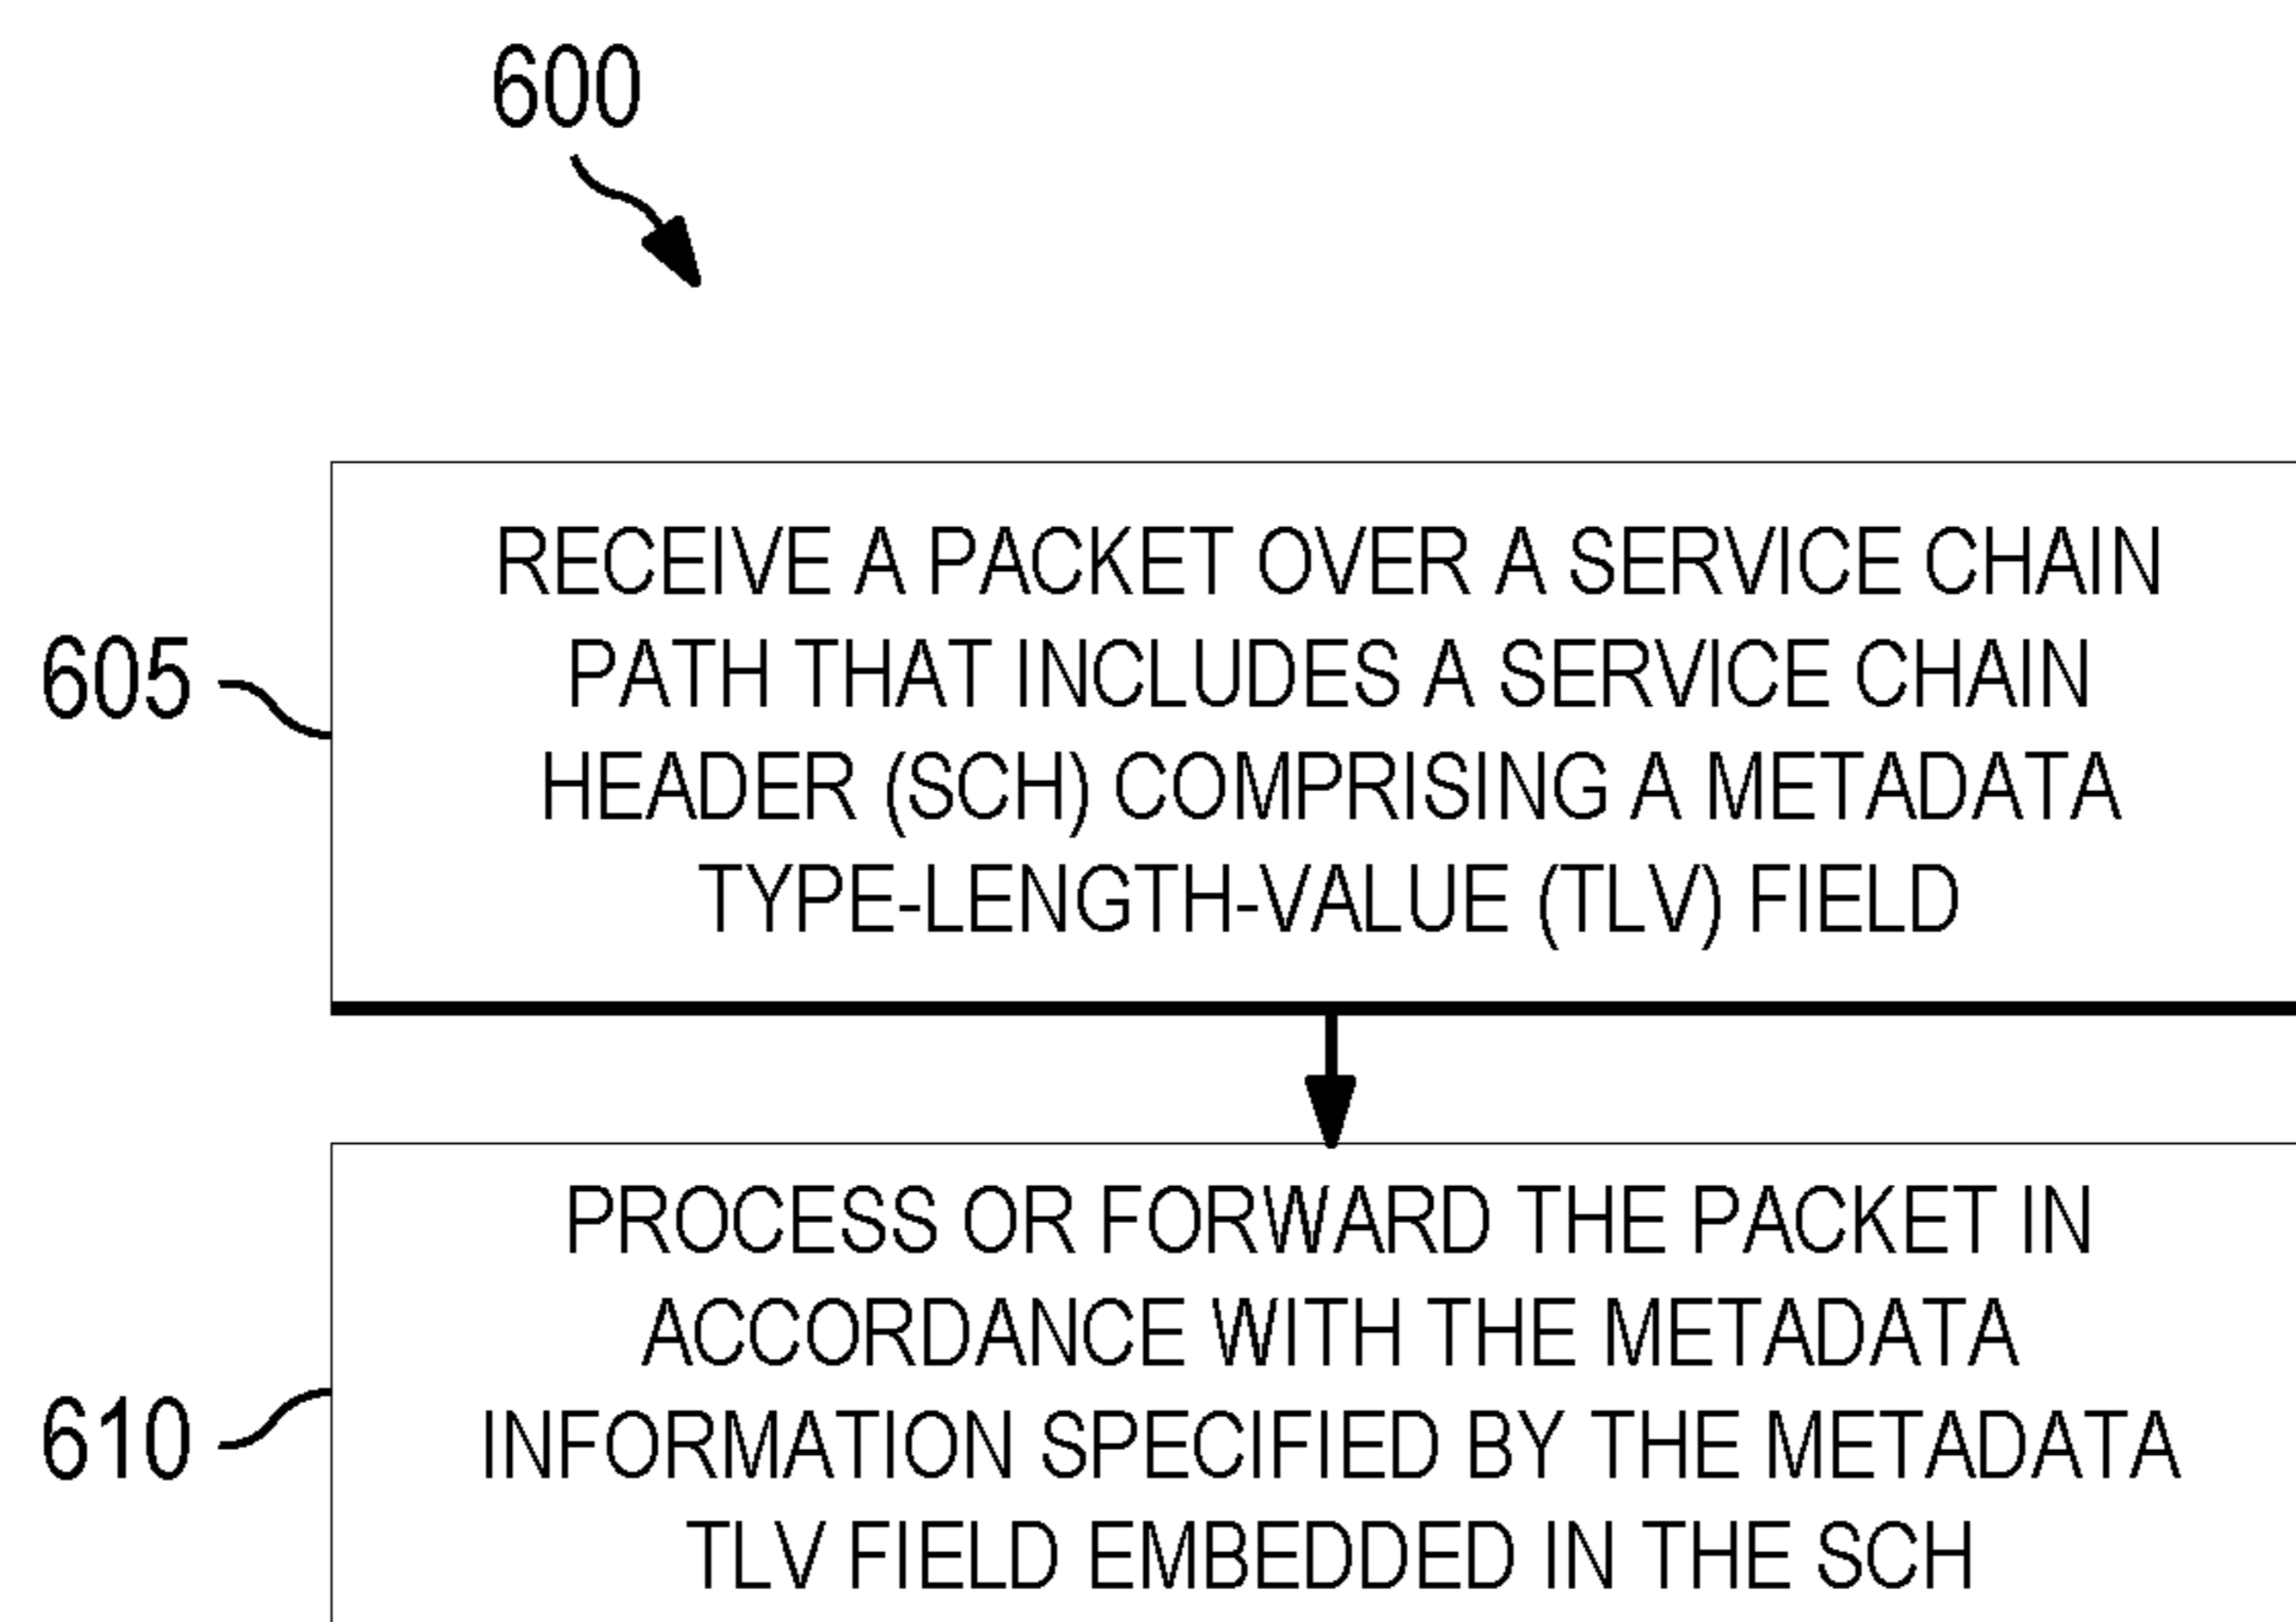 600
605
RECEIVE A PACKET OVER A SERVICE CHAIN
PATH THAT INCLUDES A SERVICE CHAIN
HEADER (SCH) COMPRISING A METADATA
TYPE-LENGTH-VALUE (TLV) FIELD
610
PROCESS OR FORWARD THE PACKET IN
ACCORDANCE WITH THE METADATA
INFORMATION SPECIFIED BY THE METADATA
TLV FIELD EMBEDDED IN THE SCH